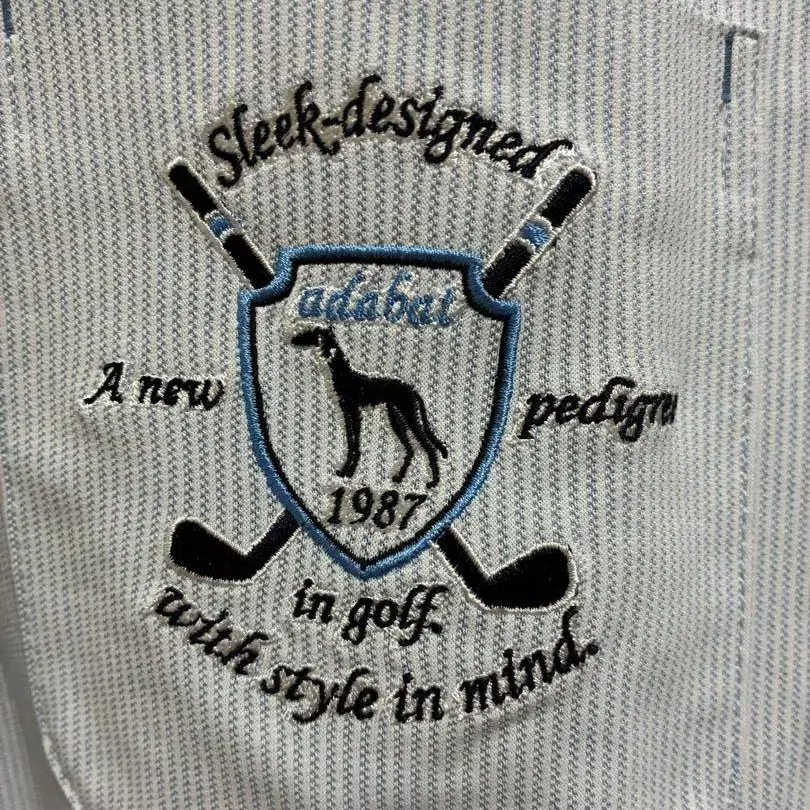 Sleek-designed
adabat
A new pedigree
1987
in golf.
with style in mind.